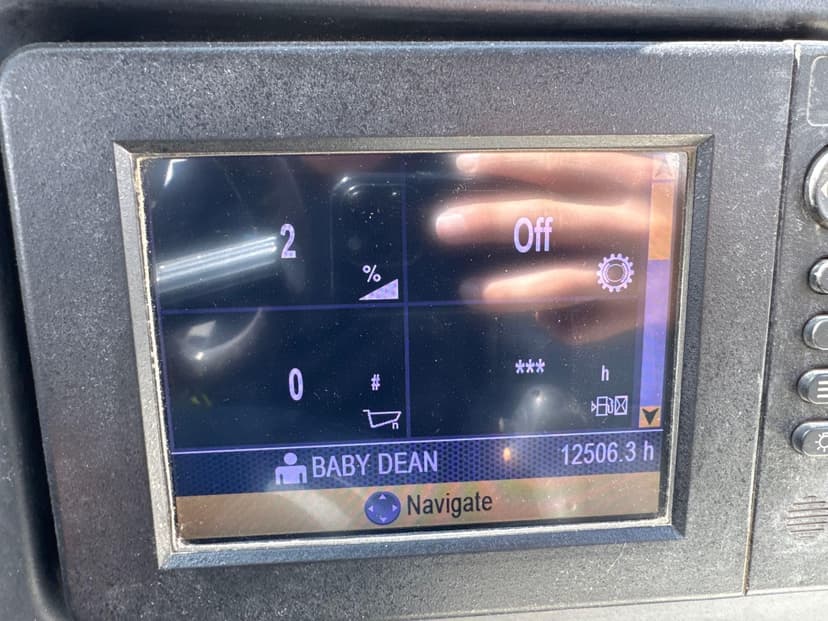 2
%
Off
0
#
n
***
h
BABY DEAN
12506.3 h
Navigate